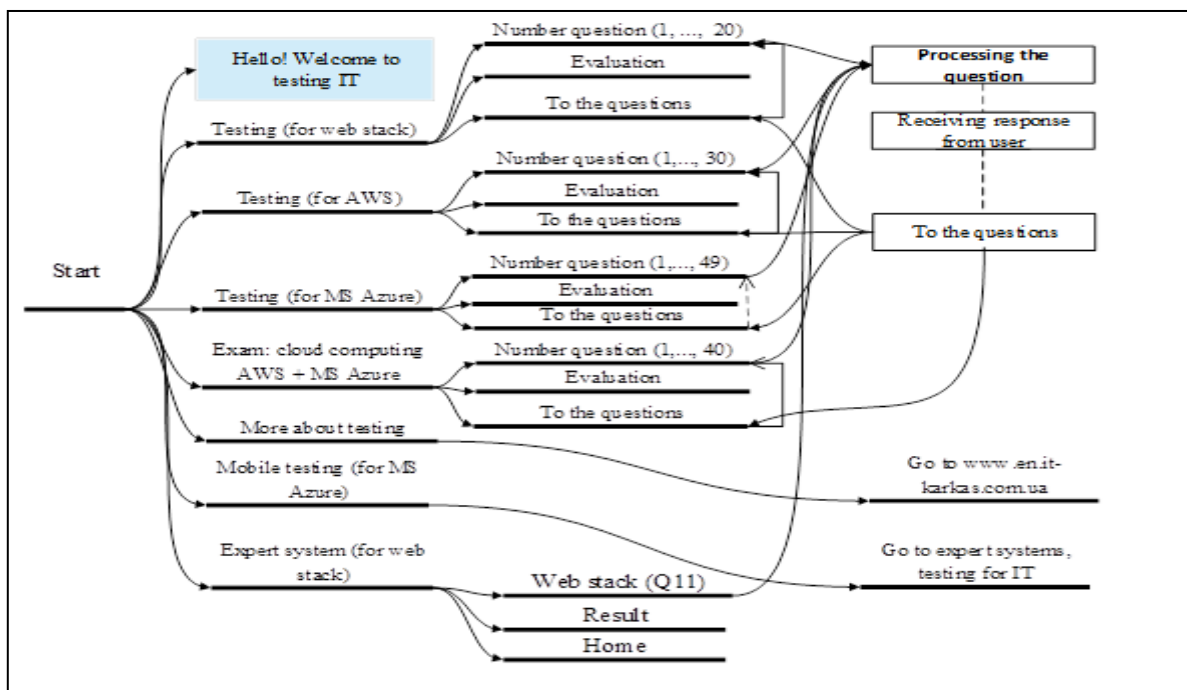 Start
Hello! Welcome to
testing IT
Testing (for web stack)
Testing (for AWS)
Testing (for MS Azure)
Exam: cloud computing
AWS + MS Azure
More about testing
Mobile testing (for MS
Azure)
Expert system (for web
stack)
Number question (1, ..., 20)
Evaluation
To the questions
Number question (1,..., 30)
Evaluation
To the questions
Number question (1,..., 49)
Evaluation
To the questions
Number question (1,..., 40)
Evaluation
To the questions
Web stack (Q11)
Result
Home
Processing the
question
Receiving response
from user
To the questions
Go to www.en.it-
karkas.com.ua
Go to expert systems,
testing for IT